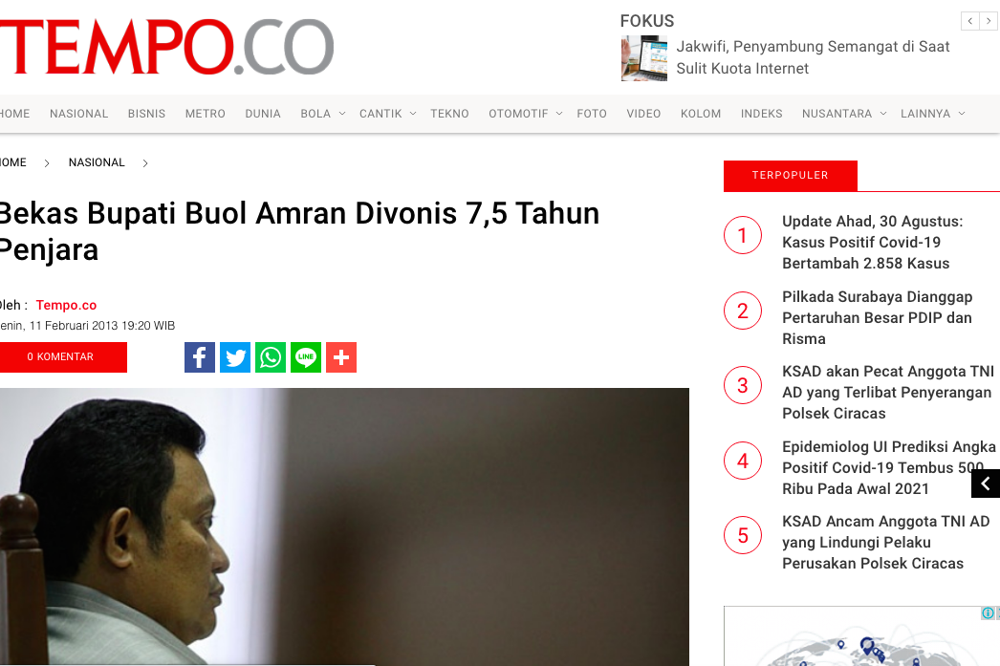 TEMPO.CO
FOKUS
Jakwifi, Penyambung Semangat di Saat
Sulit Kuota Internet
HOME NASIONAL BISNIS METRO DUNIA BOLA CANTIK TEKNO OTOMOTIF FOTO VIDEO KOLOM INDEKS NUSANTARA LAINNYA
HOME NASIONAL
Bekas Bupati Buol Amran Divonis 7,5 Tahun
Penjara
Oleh : Tempo.co
enin, 11 Februari 2013 19:20 WIB
0 KOMENTAR
LINE
TERPOPULER
1
Update Ahad, 30 Agustus:
Kasus Positif Covid-19
Bertambah 2.858 Kasus
2
Pilkada Surabaya Dianggap
Pertaruhan Besar PDIP dan
Risma
3
KSAD akan Pecat Anggota TNI
AD yang Terlibat Penyerangan
Polsek Ciracas
4
Epidemiolog UI Prediksi Angka
Positif Covid-19 Tembus 500
Ribu Pada Awal 2021
5
KSAD Ancam Anggota TNI AD
yang Lindungi Pelaku
Perusakan Polsek Ciracas